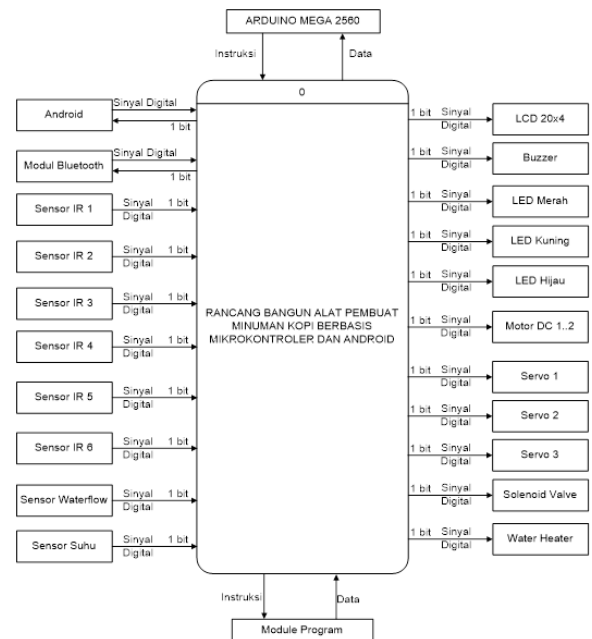 ARDUINO MEGA 2560
Instruksi
Data
0
Android
Sinyal Digital
1 bit
Modul Bluetooth
Sinyal Digital
1 bit
Sensor IR 1
Sinyal 1 bit
Digital
Sensor IR 2
Sinyal 1 bit
Digital
Sensor IR 3
Sinyal 1 bit
Digital
Sensor IR 4
Sinyal 1 bit
Digital
Sensor IR 5
Sinyal 1 bit
Digital
Sensor IR 6
Sinyal 1 bit
Digital
Sensor Waterflow
Sinyal 1 bit
Digital
Sensor Suhu
Sinyal 1 bit
Digital
RANCANG BANGUN ALAT PEMBUAT
MINUMAN KOPI BERBASIS
MIKROKONTROLER DAN ANDROID
1 bit Sinyal
Digital
LCD 20x4
1 bit Sinyal
Digital
Buzzer
1 bit Sinyal
Digital
LED Merah
1 bit Sinyal
Digital
LED Kuning
1 bit Sinyal
Digital
LED Hijau
1 bit Sinyal
Digital
Motor DC 1..2
1 bit Sinyal
Digital
Servo 1
1 bit Sinyal
Digital
Servo 2
1 bit Sinyal
Digital
Servo 3
1 bit Sinyal
Digital
Solenoid Valve
1 bit Sinyal
Digital
Water Heater
Instruksi
Data
Module Program